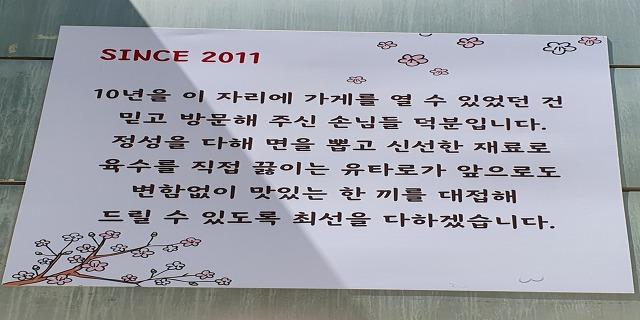 SINCE 2011
10년을 이 자리에 가게를 열 수 있었던 건
믿고 방문해 주신 손님들 덕분입니다.
정성을 다해 면을 뽑고 신선한 재료로
육수를 직접 끓이는 유타로가 앞으로도
변함없이 맛있는 한 끼를 대접해
드릴 수 있도록 최선을 다하겠습니다.